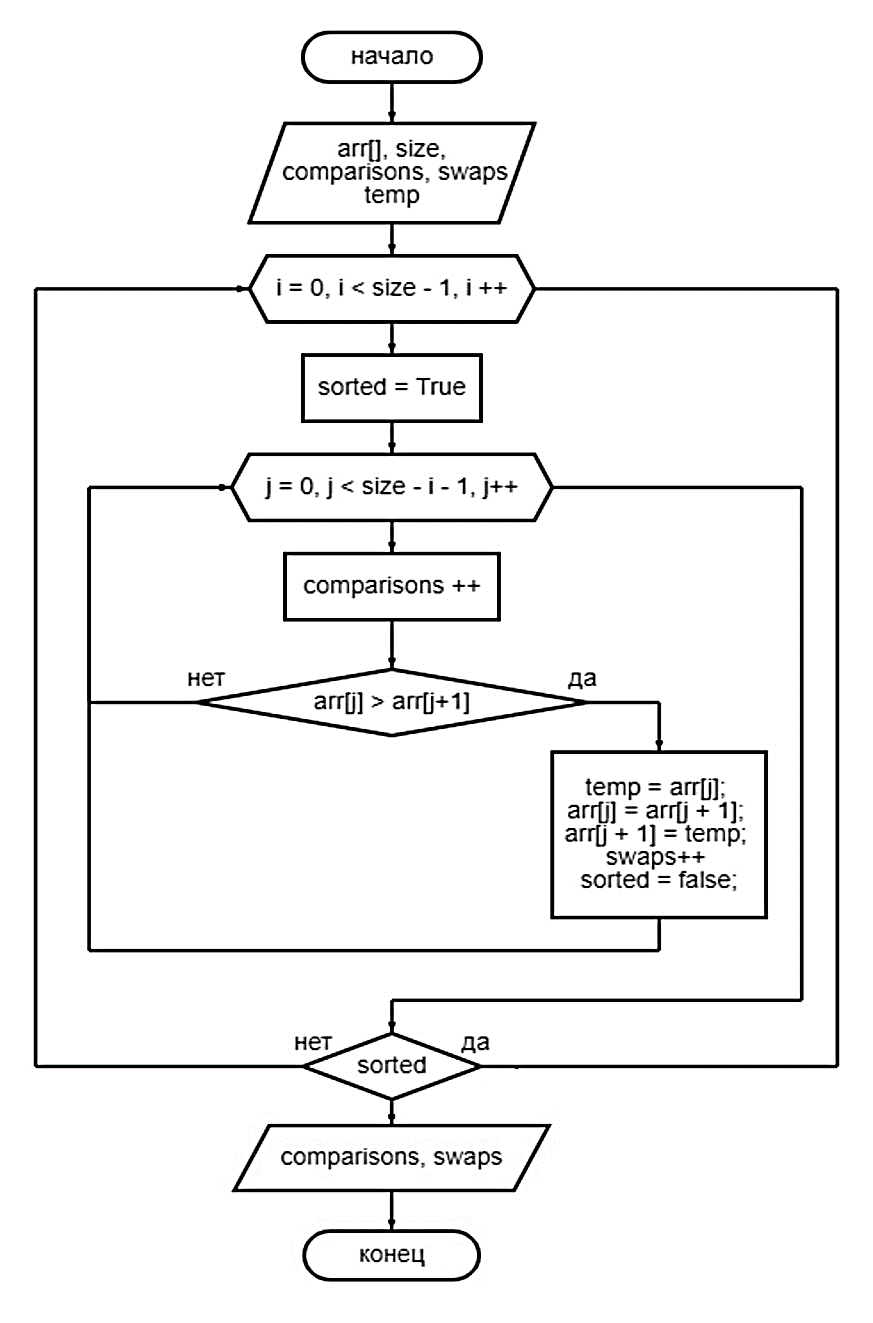 начало
arr[], size,
comparisons, swaps
temp
i = 0, i < size - 1, i ++
sorted = True
j = 0, j < size - i - 1, j++
comparisons ++
нет
да
arr[j] > arr[j+1]
temp = arr[j];
arr[j] = arr[j + 1];
arr[j + 1] = temp;
swaps++
sorted = false;
нет
да
sorted
comparisons, swaps
конец